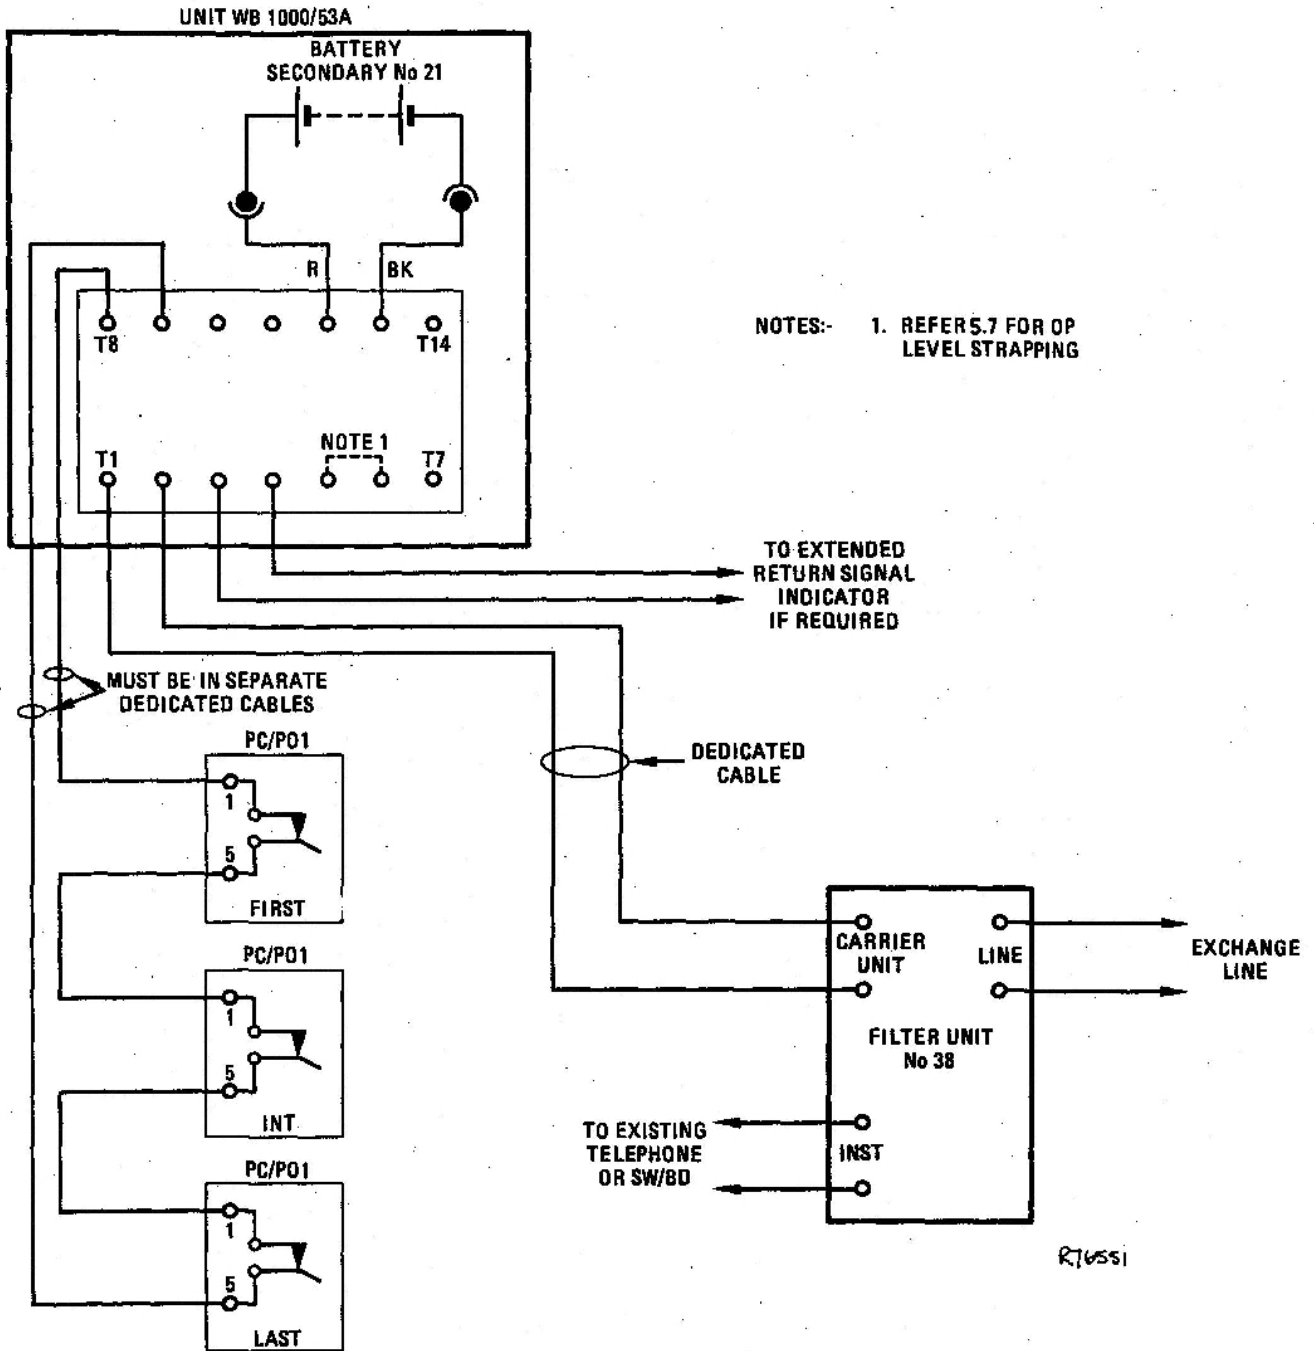 UNIT WB 1000/53A
BATTERY
SECONDARY No 21
R
BK
T8
T14
NOTE 1
T1
T7
NOTES:- 1. REFER 5.7 FOR OP
LEVEL STRAPPING
TO EXTENDED
RETURN SIGNAL
INDICATOR
IF REQUIRED
MUST BE IN SEPARATE
DEDICATED CABLES
PC/PO1
1
5
FIRST
DEDICATED
CABLE
PC/PO1
1
5
INT
CARRIER
UNIT
LINE
EXCHANGE
LINE
FILTER UNIT
No 38
TO EXISTING
TELEPHONE
OR SW/BD
INST
PC/PO1
1
5
LAST
R76551